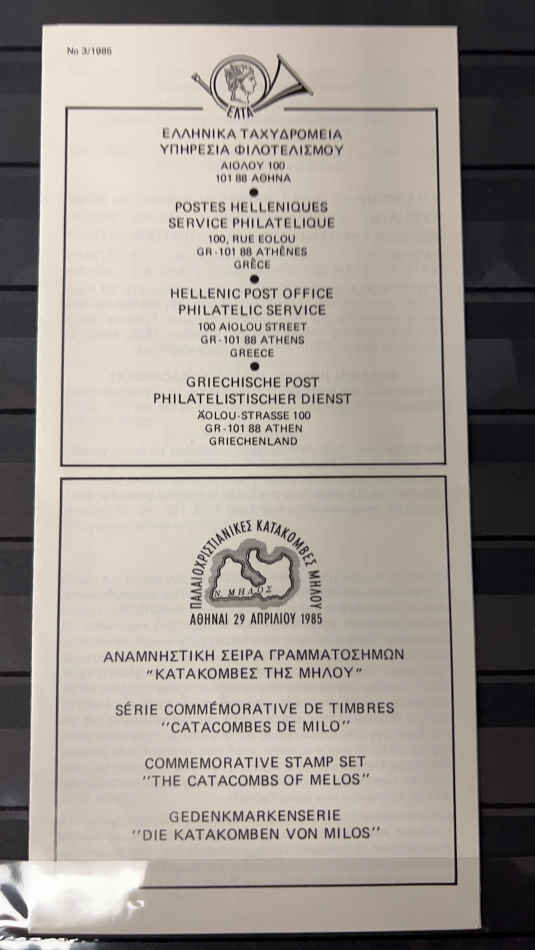 No 3/1985
ΕΛΤΑ
ΕΛΛΗΝΙΚΑ ΤΑΧΥΔΡΟΜΕΙΑ
ΥΠΗΡΕΣΙΑ ΦΙΛΟΤΕΛΙΣΜΟΥ
ΑΙΟΛΟΥ 100
101 88 ΑΘΗΝΑ
POSTES HELLENIQUES
SERVICE PHILATELIQUE
100, RUE EOLOU
GR-101 88 ATHÈNES
GRÈCE
HELLENIC POST OFFICE
PHILATELIC SERVICE
100 AIOLOU STREET
GR-101 88 ATHENS
GREECE
GRIECHISCHE POST
PHILATELISTISCHER DIENST
ÄOLOU-STRASSE 100
GR-101 88 ATHEN
GRIECHENLAND
ΠΑΛΑΙΟΧΡΙΣΤΙΑΝΙΚΕΣ ΚΑΤΑΚΟΜΒΕΣ ΜΗΛΟΥ
Ν. ΜΗΛΟΣ
ΑΘΗΝΑΙ 29 ΑΠΡΙΛΙΟΥ 1985
ΑΝΑΜΝΗΣΤΙΚΗ ΣΕΙΡΑ ΓΡΑΜΜΑΤΟΣΗΜΩΝ
"ΚΑΤΑΚΟΜΒΕΣ ΤΗΣ ΜΗΛΟΥ"
SÉRIE COMMÉMORATIVE DE TIMBRES
''CATACOMBES DE MILO''
COMMEMORATIVE STAMP SET
''THE CATACOMBS OF MELOS''
GEDENKMARKENSERIE
''DIE KATAKOMBEN VON MILOS''